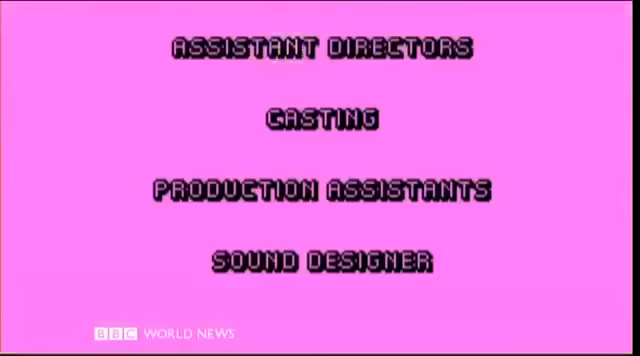 ASSISTANT DIRECTORS
CASTING
PRODUCTION ASSISTANTS
SOUND DESIGNER
BBC WORLD NEWS